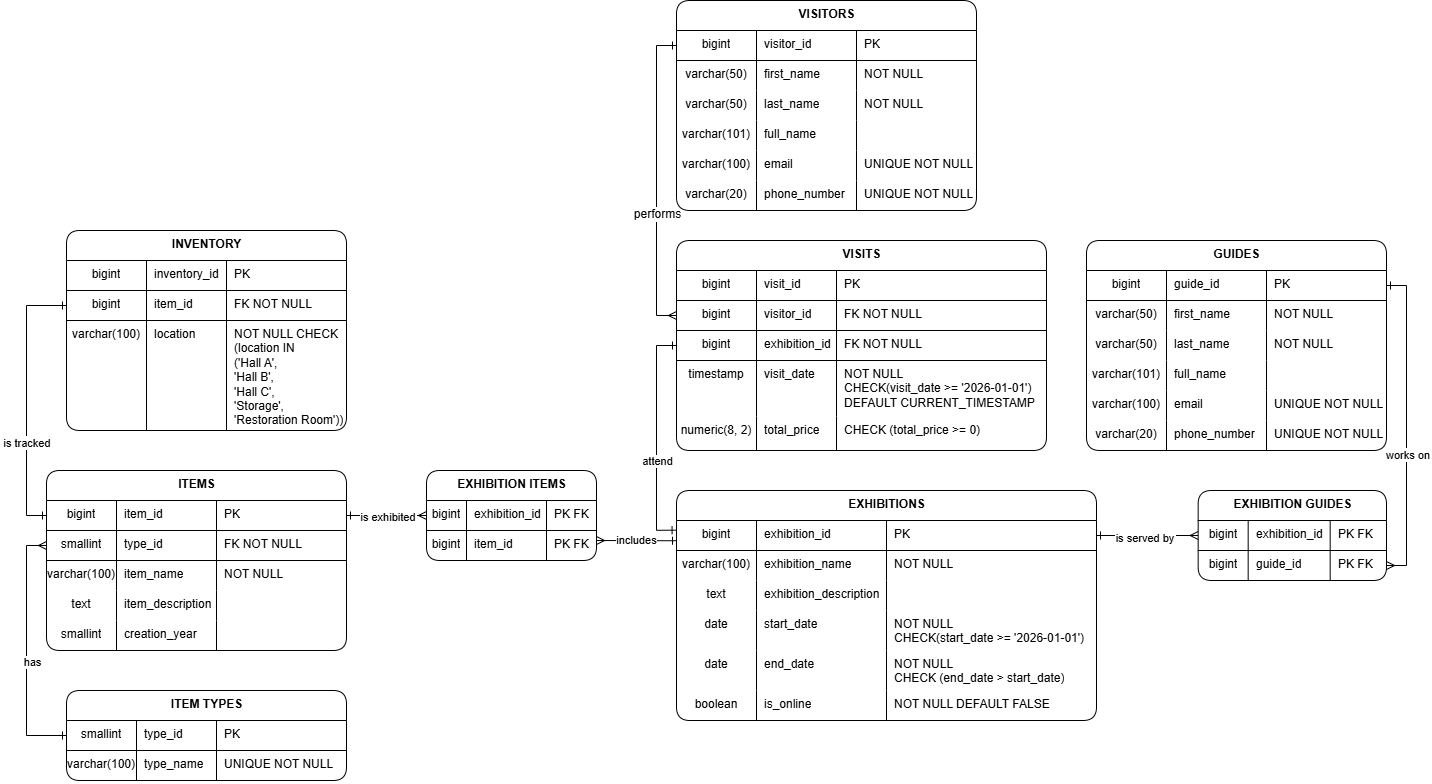 VISITORS
bigint visitor_id PK
varchar(50) first_name NOT NULL
varchar(50) last_name NOT NULL
varchar(101) full_name
varchar(100) email UNIQUE NOT NULL
varchar(20) phone_number UNIQUE NOT NULL
performs
INVENTORY
bigint inventory_id PK
bigint item_id FK NOT NULL
varchar(100) location NOT NULL CHECK
(location IN
('Hall A',
'Hall B',
'Hall C',
'Storage',
'Restoration Room'))
VISITS
bigint visit_id PK
bigint visitor_id FK NOT NULL
bigint exhibition_id FK NOT NULL
timestamp visit_date NOT NULL
CHECK(visit_date >= '2026-01-01')
DEFAULT CURRENT_TIMESTAMP
numeric(8, 2) total_price CHECK (total_price >= 0)
GUIDES
bigint guide_id PK
varchar(50) first_name NOT NULL
varchar(50) last_name NOT NULL
varchar(101) full_name
varchar(100) email UNIQUE NOT NULL
varchar(20) phone_number UNIQUE NOT NULL
is tracked
attend
works on
ITEMS
bigint item_id PK
smallint type_id FK NOT NULL
varchar(100) item_name NOT NULL
text item_description
smallint creation_year
is exhibited
EXHIBITION ITEMS
bigint exhibition_id PK FK
bigint item_id PK FK
includes
EXHIBITIONS
bigint exhibition_id PK
varchar(100) exhibition_name NOT NULL
text exhibition_description
date start_date NOT NULL
CHECK(start_date >= '2026-01-01')
date end_date NOT NULL
CHECK (end_date > start_date)
boolean is_online NOT NULL DEFAULT FALSE
is served by
EXHIBITION GUIDES
bigint exhibition_id PK FK
bigint guide_id PK FK
has
ITEM TYPES
smallint type_id PK
varchar(100) type_name UNIQUE NOT NULL